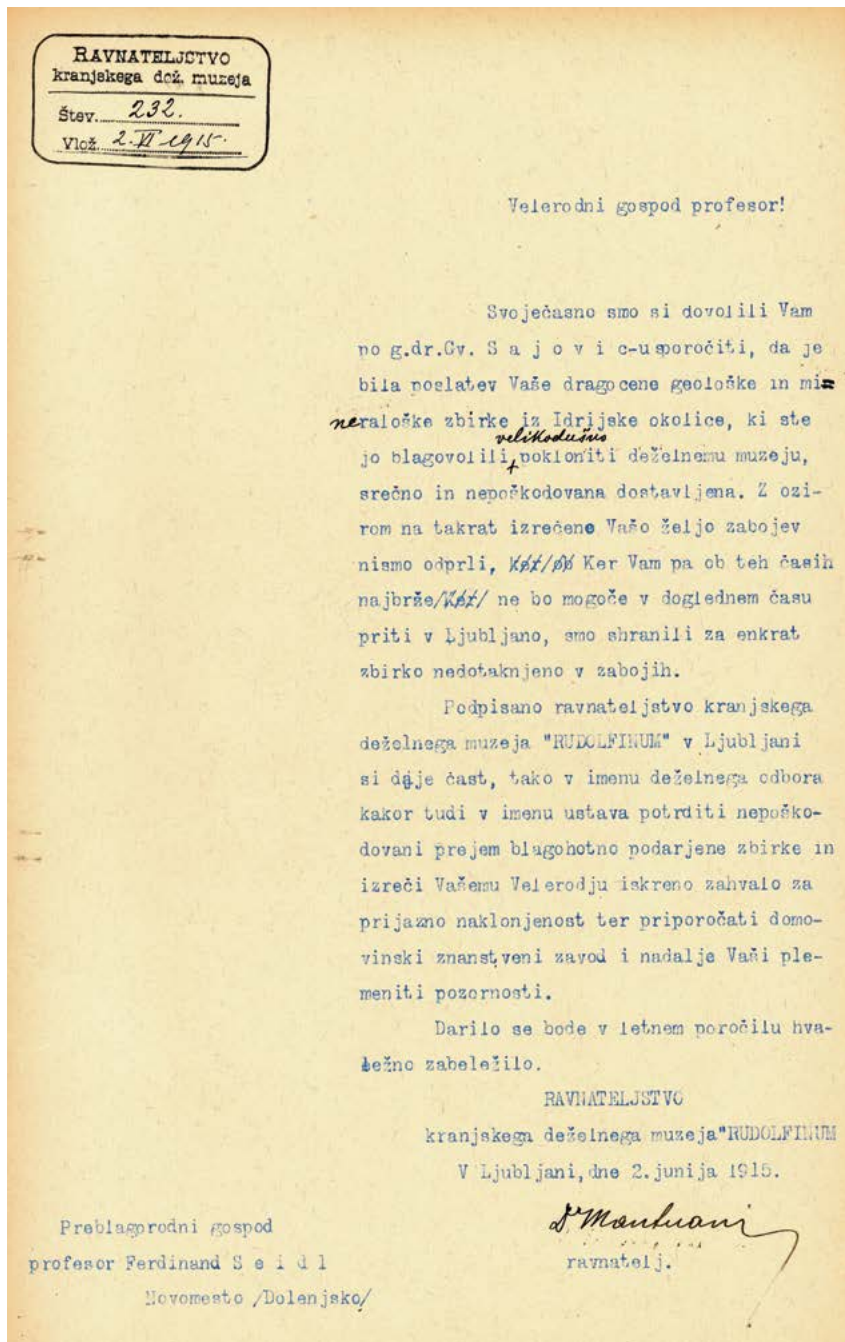 RAVNATELJSTVO
kranjskega dež. muzeja
Štev. 232.
Vlož. 2. VI 1915.
Velerodni gospod profesor!
Svoječasno smo si dovolili Vam
po g.dr.Gv. S a j o v i c-u sporočiti, da je
bila poslatev Vaše dragocene geološke in mi-
neraloške zbirke iz Idrijske okolice, ki ste
velikodušno
jo blagovolili pokloniti deželnemu muzeju,
srečno in nepoškodovana dostavljena. Z ozi-
rom na takrat izrečene Vašo željo zabojev
nismo odprli, Ker Vam pa ob teh časih
najbrže ne bo mogoče v doglednem času
priti v Ljubljano, smo shranili za enkrat
zbirko nedotaknjeno v zabojih.
Podpisano ravnateljstvo kranjskega
deželnega muzeja "RUDOLFINUM" v Ljubljani
si daje čast, tako v imenu deželnega odbora
kakor tudi v imenu ustava potrditi nepoško-
dovani prejem blagohotno podarjene zbirke in
izreči Vašemu Velerodju iskreno zahvalo za
prijazno naklonjenost ter priporočati domo-
vinski znanstveni zavod i nadalje Vaši ple-
meniti pozornosti.
Darilo se bode v letnem poročilu hva-
ležno zabeležilo.
RAVNATELJSTVO
kranjskega deželnega muzeja"RUDOLFINUM
V Ljubljani,dne 2.junija 1915.
Dr Mantuani
ravnatelj.
Preblagorodni gospod
profesor Ferdinand S e i d l
Novomesto /Dolenjsko/